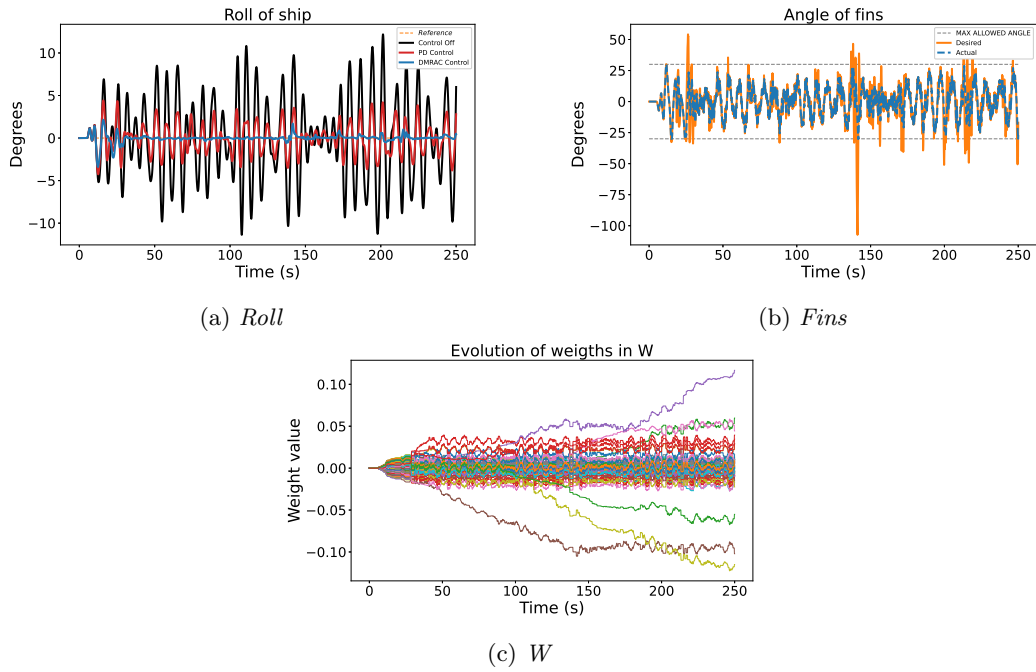 Roll of ship
Reference
Control Off
PD Control
DMRAC Control
Degrees
10
5
0
−5
−10
0 50 100 150 200 250
Time (s)
(a) Roll
Angle of fins
MAX ALLOWED ANGLE
Desired
Actual
Degrees
50
25
0
−25
−50
−75
−100
0 50 100 150 200 250
Time (s)
(b) Fins
Evolution of weigths in W
Weight value
0.10
0.05
0.00
−0.05
−0.10
0 50 100 150 200 250
Time (s)
(c) W